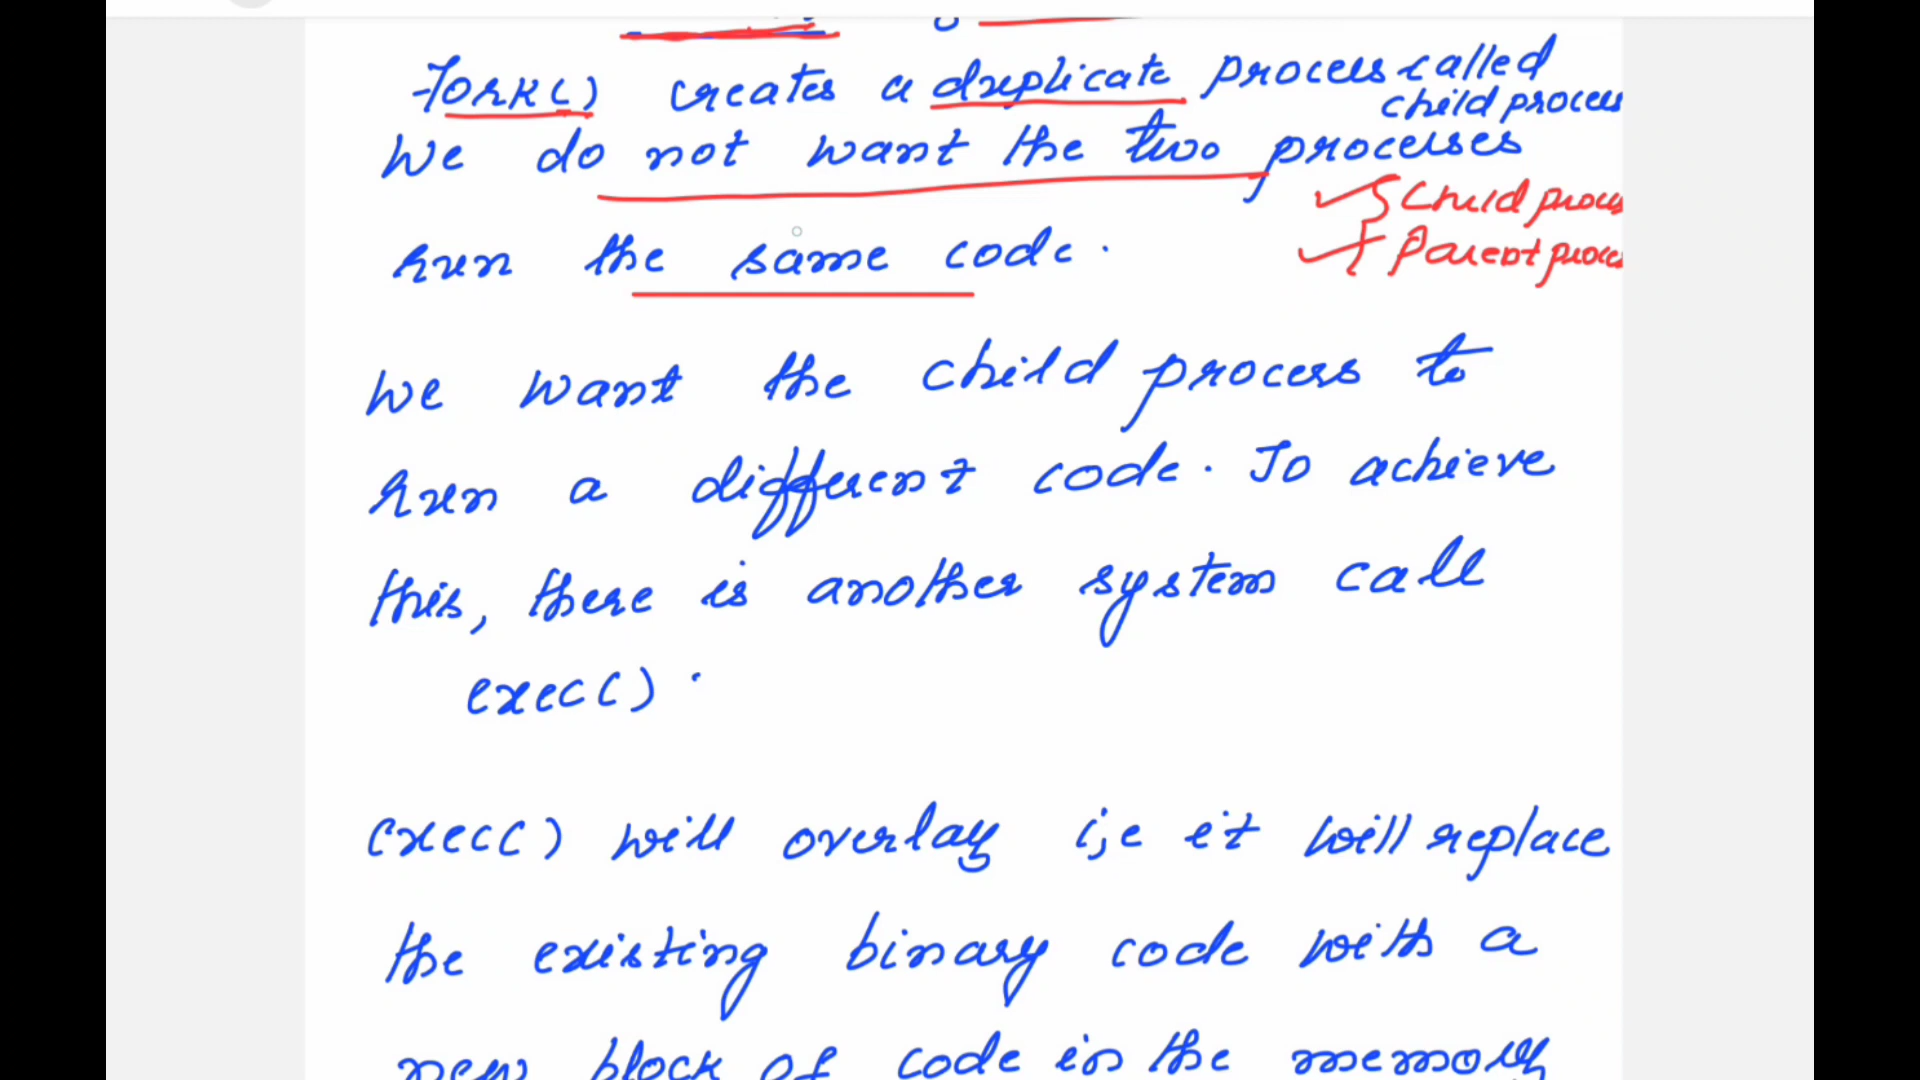 Fork() creates a duplicate process called
child process
We do not want the two processes
Child process
run the same code.
Parent process
We want the child process to
run a different code. To achieve
this, there is another system call
exec().
exec() will overlay i;e it will replace
the existing binary code with a
new block of code in the memory